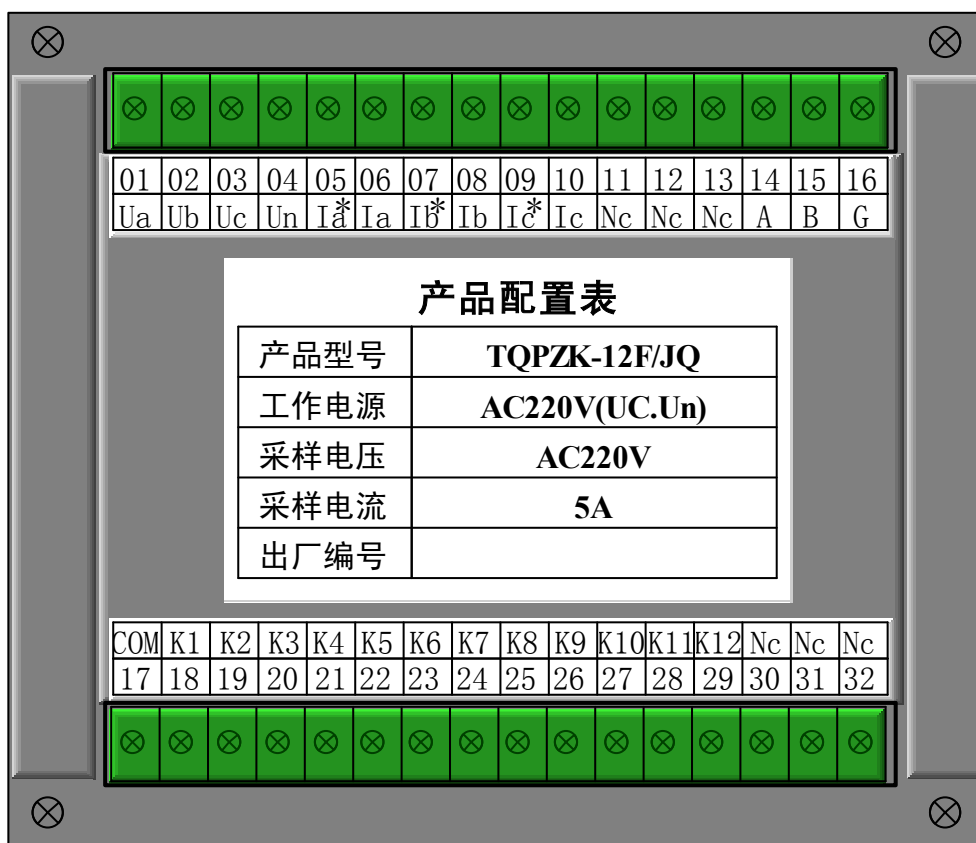 01 02 03 04 05 06 07 08 09 10 11 12 13 14 15 16
Ua Ub Uc Un Ia* Ia Ib* Ib Ic* Ic Nc Nc Nc A B G
产品配置表
产品型号 TQPZK-12F/JQ
工作电源 AC220V(UC.Un)
采样电压 AC220V
采样电流 5A
出厂编号
COM K1 K2 K3 K4 K5 K6 K7 K8 K9 K10 K11 K12 Nc Nc Nc
17 18 19 20 21 22 23 24 25 26 27 28 29 30 31 32